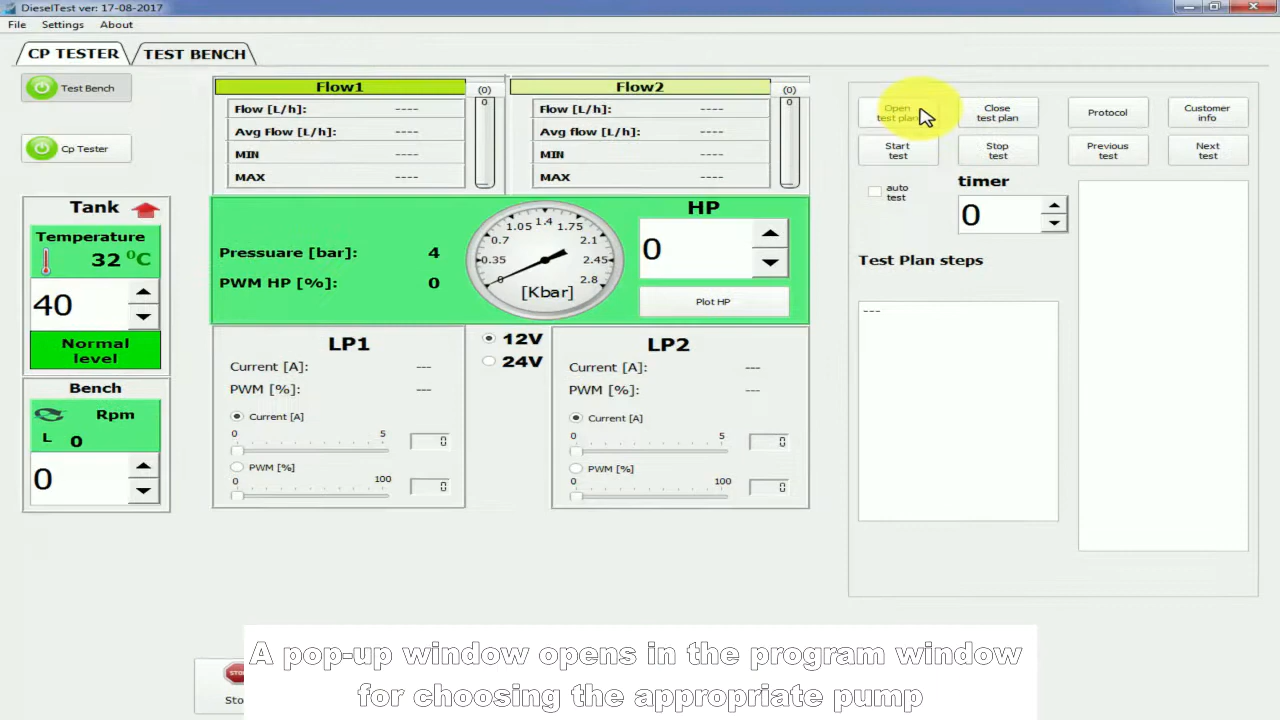 DieselTest ver: 17-08-2017
File Settings About
CP TESTER TEST BENCH
Test Bench
Cp Tester
Tank
Temperature
32 ⁰C
40
Normal
level
Bench
Rpm
L 0
0
Flow1 (0)
0
Flow [L/h]: ----
Avg Flow [L/h]: ----
MIN ----
MAX ----
Flow2 (0)
0
Flow [L/h]: ----
Avg flow [L/h]: ----
MIN ----
MAX ----
Pressuare [bar]: 4
PWM HP [%]: 0
0 0.35 0.7 1.05 1.4 1.75 2.1 2.45 2.8
[Kbar]
HP
0
Plot HP
LP1
Current [A]: ---
PWM [%]: ---
Current [A]
0 5 0
PWM [%]
0 100 0
12V
24V
LP2
Current [A]: ---
PWM [%]: ---
Current [A]
0 5 0
PWM [%]
0 100 0
Open
test plan
Close
test plan
Protocol
Customer
info
Start
test
Stop
test
Previous
test
Next
test
auto
test
timer
0
Test Plan steps
---
STO
Sto
A pop-up window opens in the program window
for choosing the appropriate pump